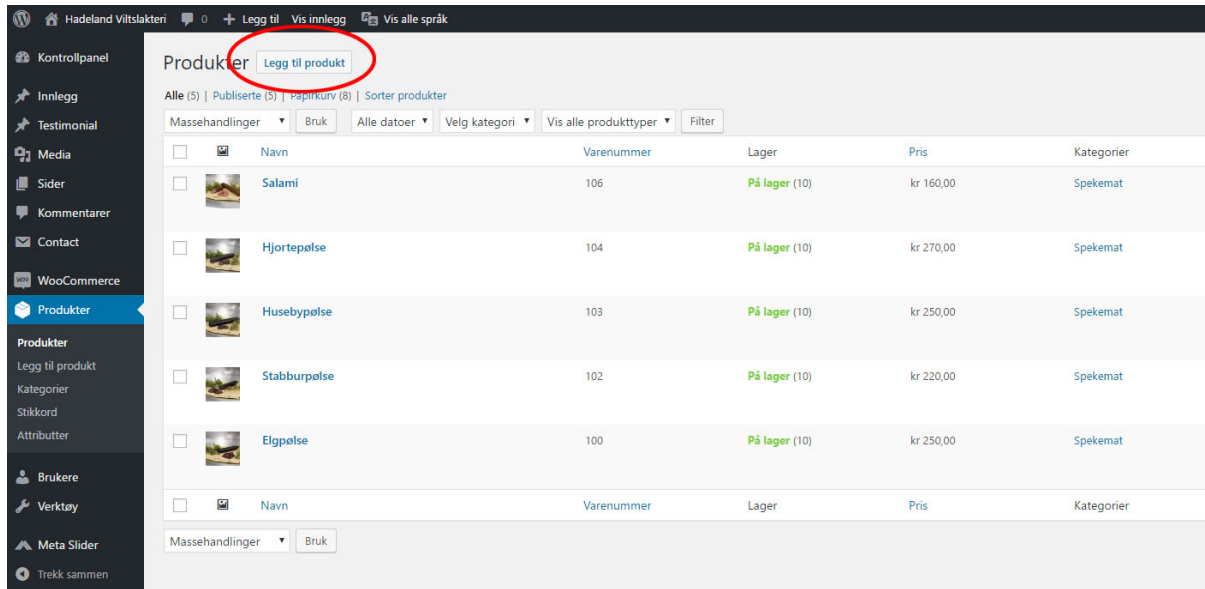 Hadeland Viltslakteri 0 + Legg til Vis innlegg Vis alle språk
Kontrollpanel
Innlegg
Testimonial
Media
Sider
Kommentarer
Contact
WooCommerce
Produkter
Produkter
Legg til produkt
Kategorier
Stikkord
Attributter
Brukere
Verktøy
Meta Slider
Trekk sammen
Produkter Legg til produkt
Alle (5) | Publiserte (5) | Papirkurv (8) | Sorter produkter
Massehandlinger Bruk Alle datoer Velg kategori Vis alle produkttyper Filter
Navn Varenummer Lager Pris Kategorier
Salami 106 På lager (10) kr 160,00 Spekemat
Hjortepølse 104 På lager (10) kr 270,00 Spekemat
Husebypølse 103 På lager (10) kr 250,00 Spekemat
Stabburpølse 102 På lager (10) kr 220,00 Spekemat
Elgpølse 100 På lager (10) kr 250,00 Spekemat
Navn Varenummer Lager Pris Kategorier
Massehandlinger Bruk